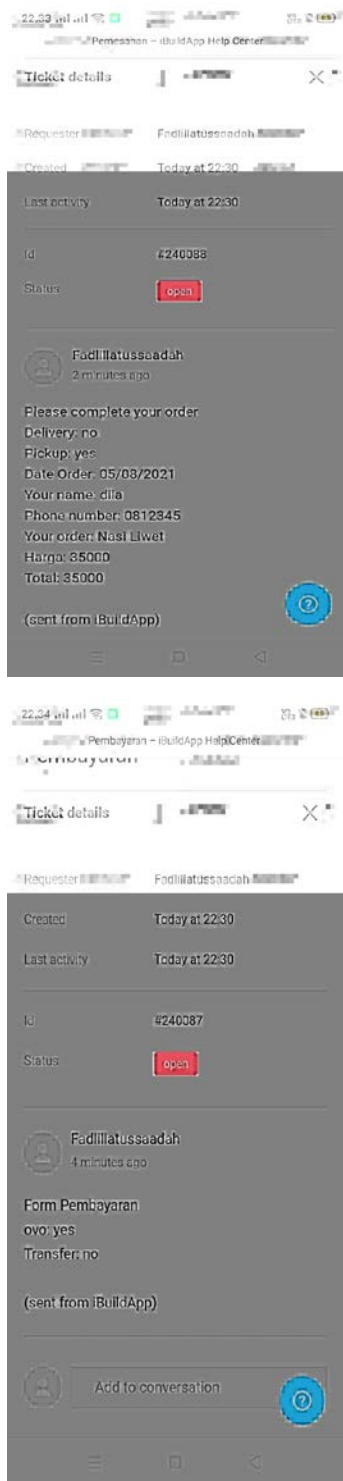 22.33
Pemesanan – iBuildApp Help Center
Ticket details
Requester Fadlillatussaadah
Created Today at 22:30
Last activity Today at 22:30
Id #240088
Status open
Fadlillatussaadah
2 minutes ago
Please complete your order
Delivery: no
Pickup: yes
Date Order: 05/08/2021
Your name: dila
Phone number: 0812345
Your order: Nasi Liwet
Harga: 35000
Total: 35000
(sent from iBuildApp)
22.34
Pembayaran – iBuildApp Help Center
Pembayaran
Ticket details
Requester Fadlillatussaadah
Created Today at 22:30
Last activity Today at 22:30
Id #240087
Status open
Fadlillatussaadah
4 minutes ago
Form Pembayaran
ovo: yes
Transfer: no
(sent from iBuildApp)
Add to conversation